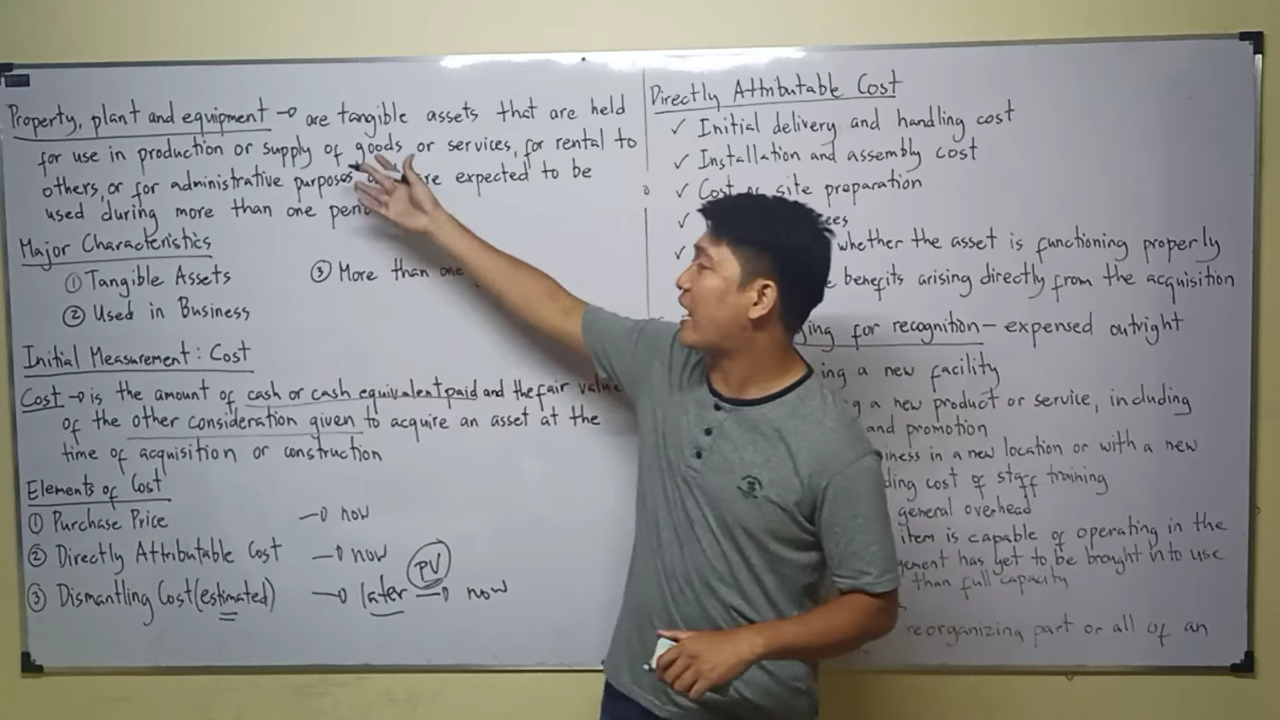 Property, plant and equipment → are tangible assets that are held
for use in production or supply of goods or services, for rental to
others, or for administrative purposes are expected to be
used during more than one
Major Characteristics
① Tangible Assets
② Used in Business
③ More than one
Initial Measurement: Cost
Cost → is the amount of cash or cash equivalent paid and the fair value
of the other consideration given to acquire an asset at the
time of acquisition or construction
Elements of Cost
① Purchase Price → now
② Directly Attributable Cost → now
③ Dismantling Cost (estimated) → later → now
PV
Directly Attributable Cost
✓ Initial delivery and handling cost
✓ Installation and assembly cost
✓ Cost site preparation
✓
✓ whether the asset is functioning properly
benefits arising directly from the acquisition
for recognition - expensed outright
a new facility
a new product or service, including
and promotion
in a new location or with a new
cost of staff training
general overhead
item is capable of operating in the
has yet to be brought into use
than full capacity
reorganizing part or all of an